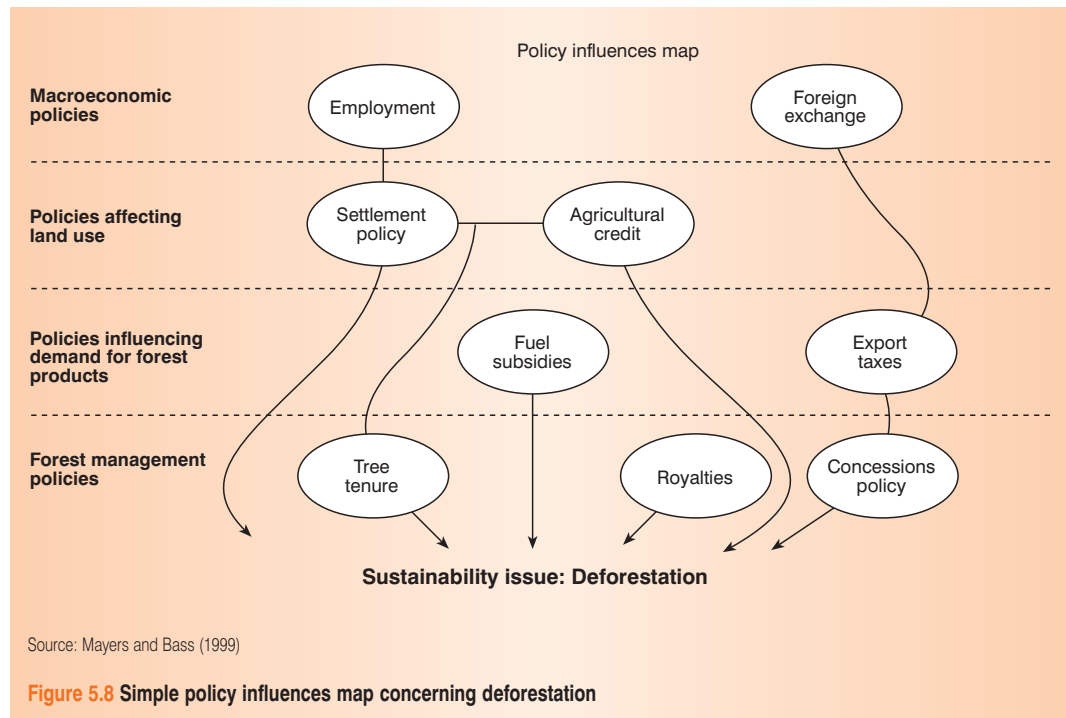 Policy influences map
Macroeconomic
policies
Employment
Foreign
exchange
Policies affecting
land use
Settlement
policy
Agricultural
credit
Policies influencing
demand for forest
products
Fuel
subsidies
Export
taxes
Forest management
policies
Tree
tenure
Royalties
Concessions
policy
Sustainability issue: Deforestation
Source: Mayers and Bass (1999)
Figure 5.8 Simple policy influences map concerning deforestation